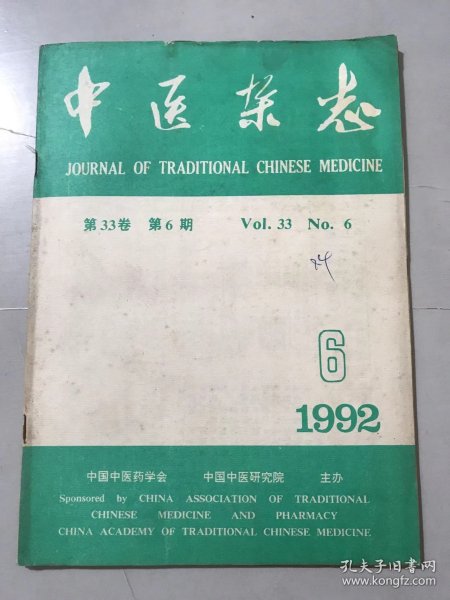 中医杂志
JOURNAL OF TRADITIONAL CHINESE MEDICINE
第33卷 第6期 Vol. 33 No. 6
6
1992
中国中医药学会 中国中医研究院 主办
Sponsored by CHINA ASSOCIATION OF TRADITIONAL
CHINESE MEDICINE AND PHARMACY
CHINA ACADEMY OF TRADITIONAL CHINESE MEDICINE
孔夫子旧书网
www.kongfz.com